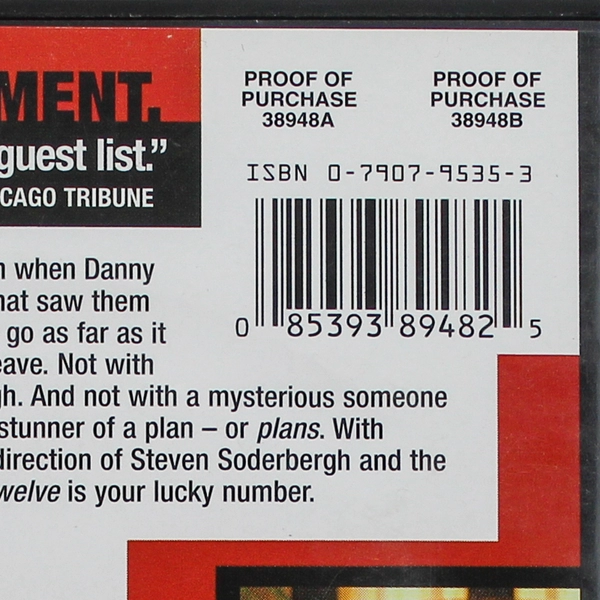 MENT.
guest list.”
CAGO TRIBUNE
PROOF OF
PURCHASE
38948A
PROOF OF
PURCHASE
38948B
ISBN 0-7907-9535-3
0 85393 89482 5
when Danny
hat saw them
go as far as it
eave. Not with
gh. And not with a mysterious someone
stunner of a plan – or plans. With
direction of Steven Soderbergh and the
welve is your lucky number.